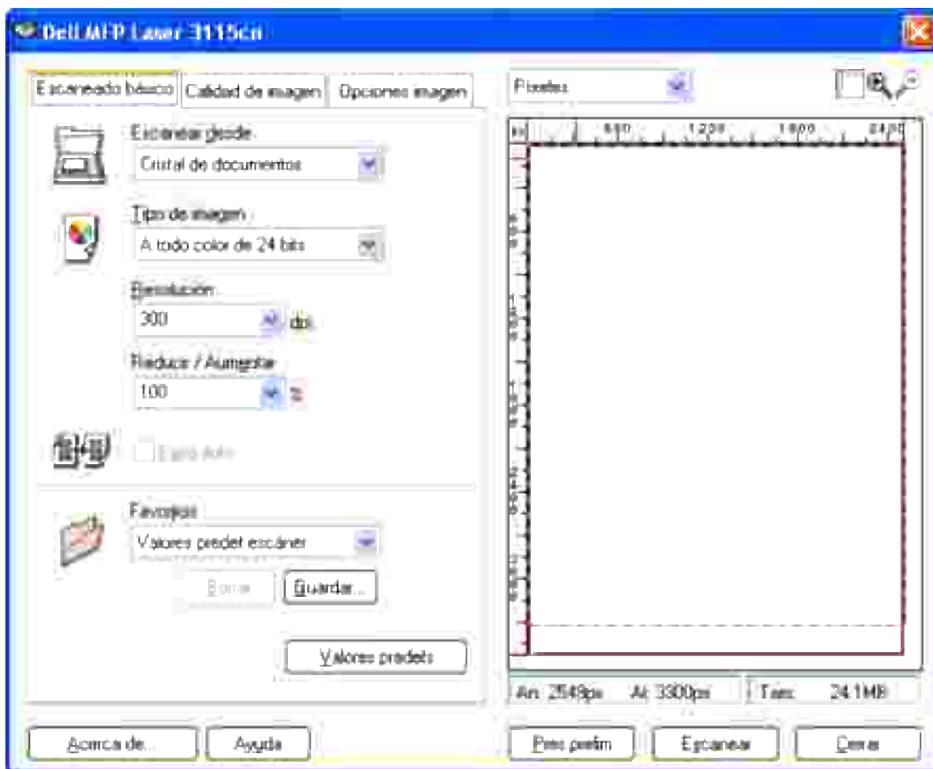 Dell MFP Laser 3115cn
Escaneado básico
Calidad de imagen
Opciones imagen
Escanear desde
Cristal de documentos
Tipo de imagen
A todo color de 24 bits
Resolución
300 dpi
Reducir / Aumentar
100 %
Favoritos
Valores predet escáner
Borrar
Guardar...
Valores predets
Acerca de...
Ayuda
Píxeles
600 1200 1800 2400
An: 2549px Al: 3300px Tam: 24.1MB
Pres prelim
Escanear
Cerrar